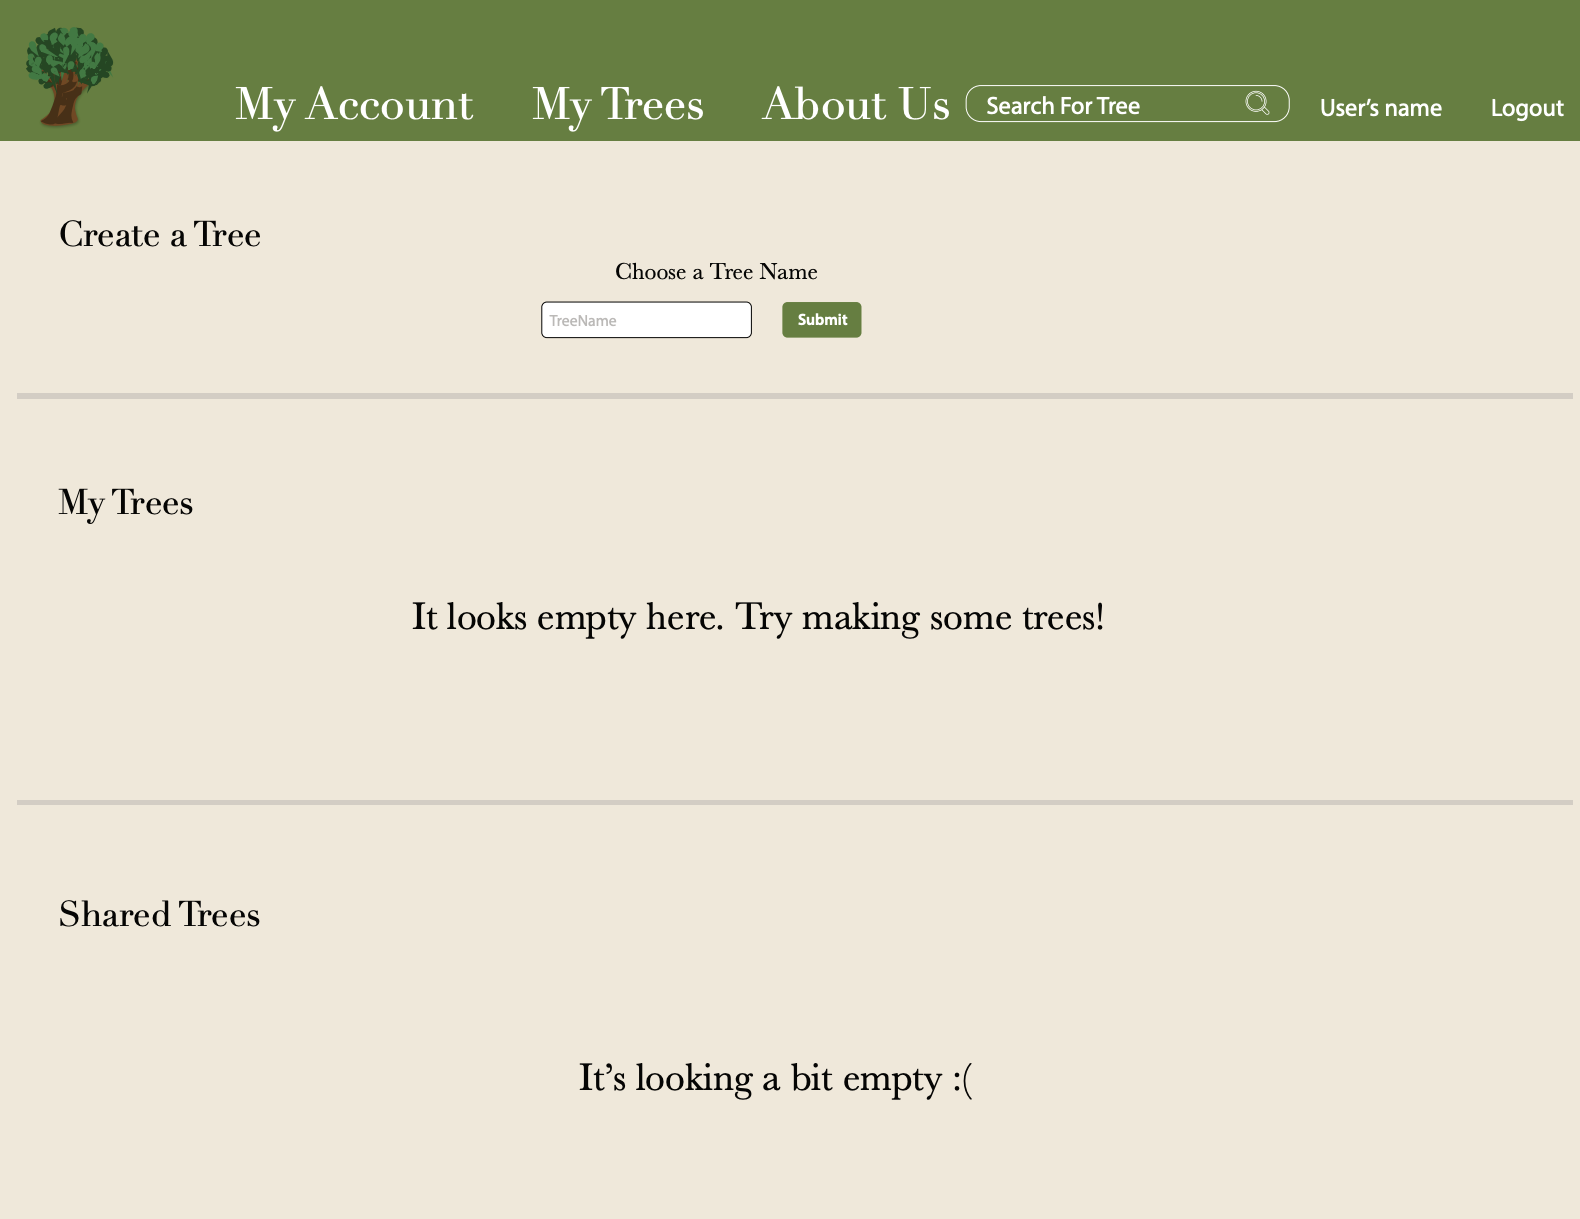 My Account My Trees About Us Search For Tree User’s name Logout
Create a Tree
Choose a Tree Name
TreeName Submit
My Trees
It looks empty here. Try making some trees!
Shared Trees
It’s looking a bit empty :(